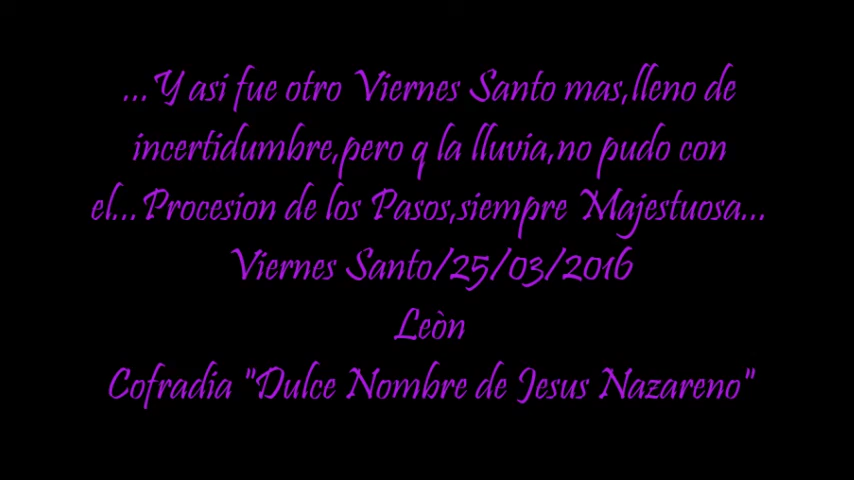 ...Y asi fue otro Viernes Santo mas,lleno de
incertidumbre,pero q la lluvia,no pudo con
el...Procesion de los Pasos,siempre Majestuosa...
Viernes Santo/25/03/2016
Leòn
Cofradia "Dulce Nombre de Jesus Nazareno"